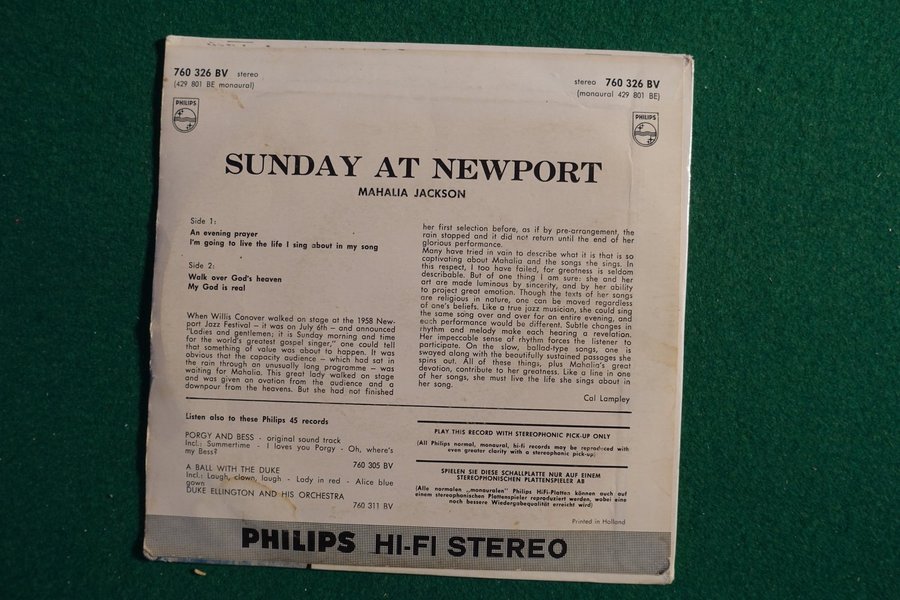 760 326 BV stereo
(429 801 BE monaural)
PHILIPS
stereo 760 326 BV
(monaural 429 801 BE)
PHILIPS
SUNDAY AT NEWPORT
MAHALIA JACKSON
Side 1:
An evening prayer
I'm going to live the life I sing about in my song
Side 2:
Walk over God's heaven
My God is real
When Willis Conover walked on stage at the 1958 New-
port Jazz Festival – it was on July 6th – and announced
"Ladies and gentlemen; it is Sunday morning and time
for the world's greatest gospel singer," one could tell
that something of value was about to happen. It was
obvious that the capacity audience – which had sat in
the rain through an unusually long programme – was
waiting for Mahalia. This great lady walked on stage
and was given an ovation from the audience and a
downpour from the heavens. But she had not finished
her first selection before, as if by pre-arrangement, the
rain stopped and it did not return until the end of her
glorious performance.
Many have tried in vain to describe what it is that is so
captivating about Mahalia and the songs she sings. In
this respect, I too have failed, for greatness is seldom
describable. But of one thing I am sure: she and her
art are made luminous by sincerity, and by her ability
to project great emotion. Though the texts of her songs
are religious in nature, one can be moved regardless
of one's beliefs. Like a true jazz musician, she could sing
the same song over and over for an entire evening, and
each performance would be different. Subtle changes in
rhythm and melody make each hearing a revelation.
Her impeccable sense of rhythm forces the listener to
participate. On the slow, ballad-type songs, one is
swayed along with the beautifully sustained passages she
spins out. All of these things, plus Mahalia's great
devotion, contribute to her greatness. Like a line in one
of her songs, she must live the life she sings about in
her song.
Cal Lampley
Listen also to these Philips 45 records
PORGY AND BESS - original sound track
Incl.: Summertime - I loves you Porgy - Oh, where's
my Bess?
760 305 BV
A BALL WITH THE DUKE
Incl.: Laugh, clown, laugh - Lady in red - Alice blue
gown
DUKE ELLINGTON AND HIS ORCHESTRA
760 311 BV
PLAY THIS RECORD WITH STEREOPHONIC PICK-UP ONLY
(All Philips normal, monaural, hi-fi records may be reproduced with
even greater clarity with a stereophonic pick-up)
SPIELEN SIE DIESE SCHALLPLATTE NUR AUF EINEM
STEREOPHONISCHEN PLATTENSPIELER AB
(Alle normalen „monauralen" Philips HiFi-Platten können auch auf
einem stereophonischen Plattenspieler reproduziert werden, wobei eine
noch bessere Wiedergabequalität erreicht wird)
Printed in Holland
PHILIPS HI-FI STEREO